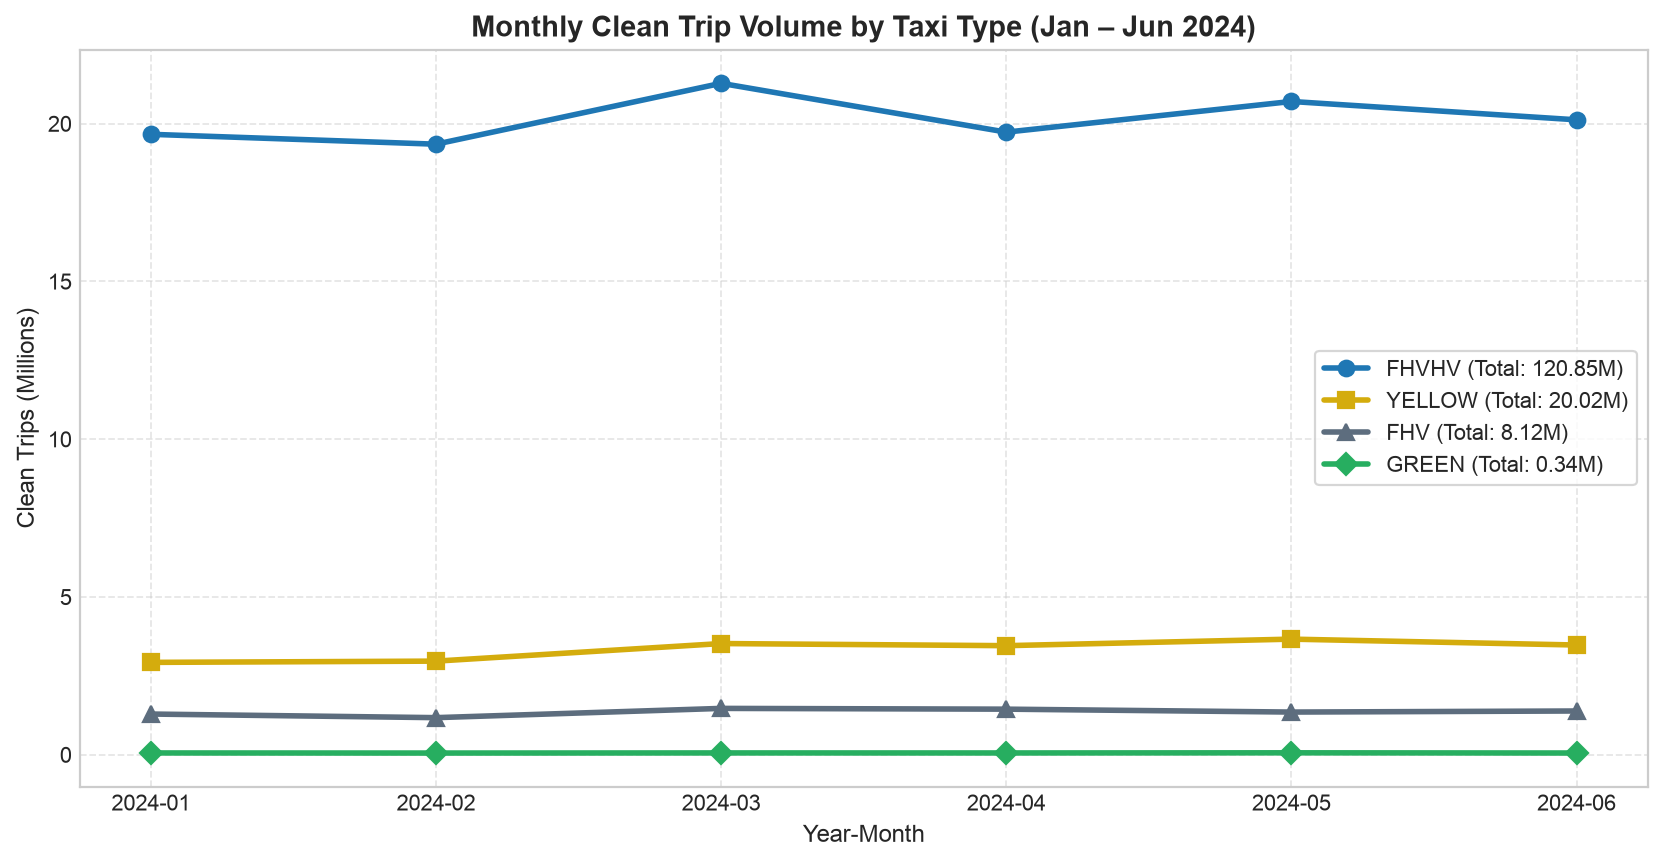 Monthly Clean Trip Volume by Taxi Type (Jan – Jun 2024)
Clean Trips (Millions)
20
15
10
5
0
FHVHV (Total: 120.85M)
YELLOW (Total: 20.02M)
FHV (Total: 8.12M)
GREEN (Total: 0.34M)
2024-01 2024-02 2024-03 2024-04 2024-05 2024-06
Year-Month